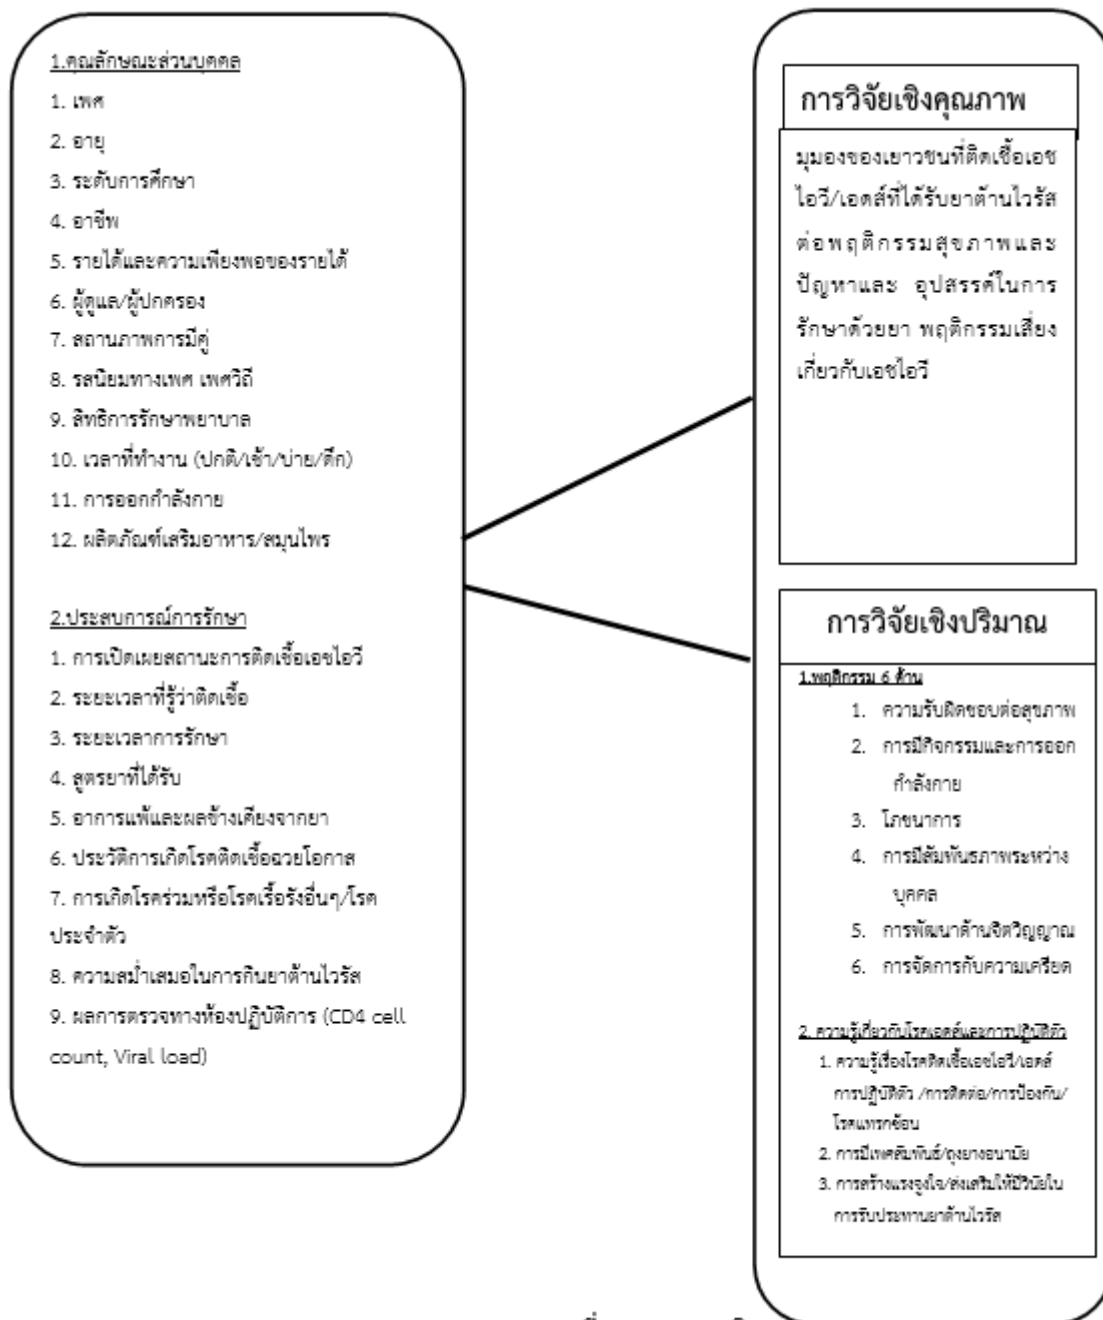 1.คุณลักษณะส่วนบุคคล
1. เพศ
2. อายุ
3. ระดับการศึกษา
4. อาชีพ
5. รายได้และความเพียงพอของรายได้
6. ผู้ดูแล/ผู้ปกครอง
7. สถานภาพการมีคู่
8. รสนิยมทางเพศ เพศวิถี
9. สิทธิการรักษาพยาบาล
10. เวลาที่ทำงาน (ปกติ/เช้า/บ่าย/ดึก)
11. การออกกำลังกาย
12. ผลิตภัณฑ์เสริมอาหาร/สมุนไพร
2.ประสบการณ์การรักษา
1. การเปิดเผยสถานะการติดเชื้อเอชไอวี
2. ระยะเวลาที่รู้ว่าติดเชื้อ
3. ระยะเวลาการรักษา
4. สูตรยาที่ได้รับ
5. อาการแพ้และผลข้างเคียงจากยา
6. ประวัติการเกิดโรคติดเชื้อฉวยโอกาส
7. การเกิดโรคร่วมหรือโรคเรื้อรังอื่นๆ/โรค
ประจำตัว
8. ความสม่ำเสมอในการกินยาต้านไวรัส
9. ผลการตรวจทางห้องปฏิบัติการ (CD4 cell
count, Viral load)
การวิจัยเชิงคุณภาพ
มุมองของเยาวชนที่ติดเชื้อเอช
ไอวี/เอดส์ที่ได้รับยาต้านไวรัส
ต่อพฤติกรรมสุขภาพและ
ปัญหาและ อุปสรรค์ในการ
รักษาด้วยยา พฤติกรรมเสี่ยง
เกี่ยวกับเอชไอวี
การวิจัยเชิงปริมาณ
1.พฤติกรรม 6 ด้าน
1. ความรับผิดชอบต่อสุขภาพ
2. การมีกิจกรรมและการออก
กำลังกาย
3. โภชนาการ
4. การมีสัมพันธภาพระหว่าง
บุคคล
5. การพัฒนาด้านจิตวิญญาณ
6. การจัดการกับความเครียด
2. ความรู้เกี่ยวกับโรคเอดส์และการปฏิบัติตัว
1. ความรู้เรื่องโรคติดเชื้อเอชไอวี/เอดส์
การปฏิบัติตัว /การติดต่อ/การป้องกัน/
โรคแทรกซ้อน
2. การมีเพศสัมพันธ์/ถุงยางอนามัย
3. การสร้างแรงจูงใจ/ส่งเสริมให้มีวินัยใน
การรับประทานยาต้านไวรัส